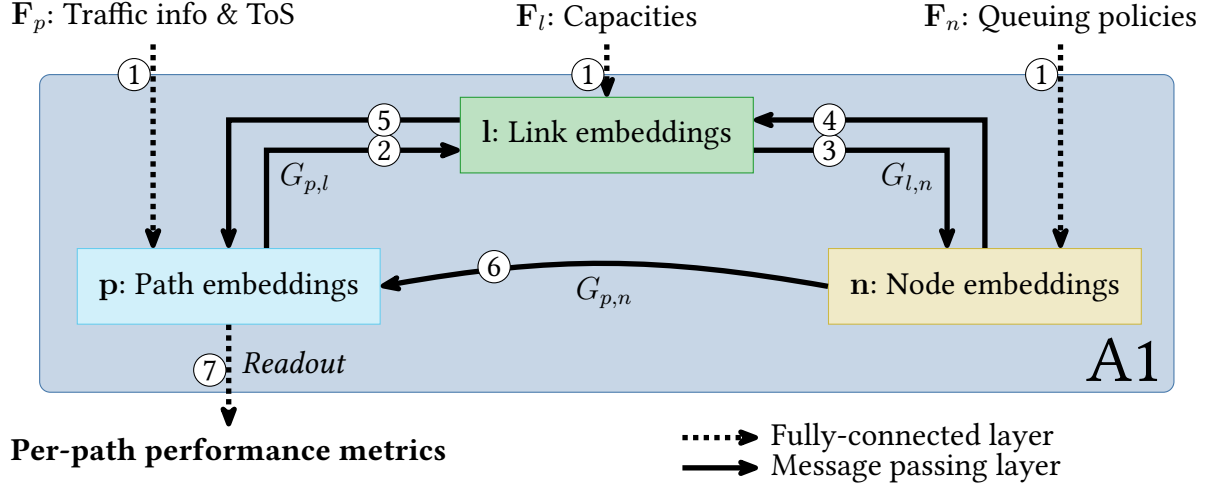 F_p: Traffic info & ToS
F_l: Capacities
F_n: Queuing policies
1
1
1
5
4
l: Link embeddings
2
3
G_{p,l}
G_{l,n}
6
p: Path embeddings
n: Node embeddings
G_{p,n}
7
Readout
A1
Per-path performance metrics
Fully-connected layer
Message passing layer